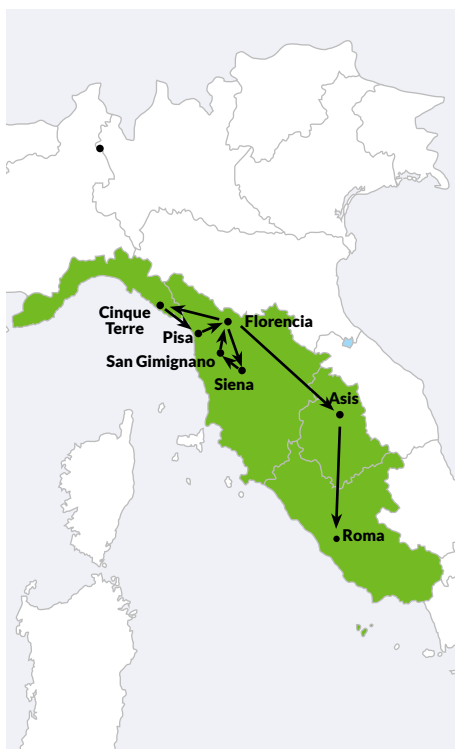 Cinque
Terre
Florencia
Pisa
San Gimignano
Siena
Asis
Roma